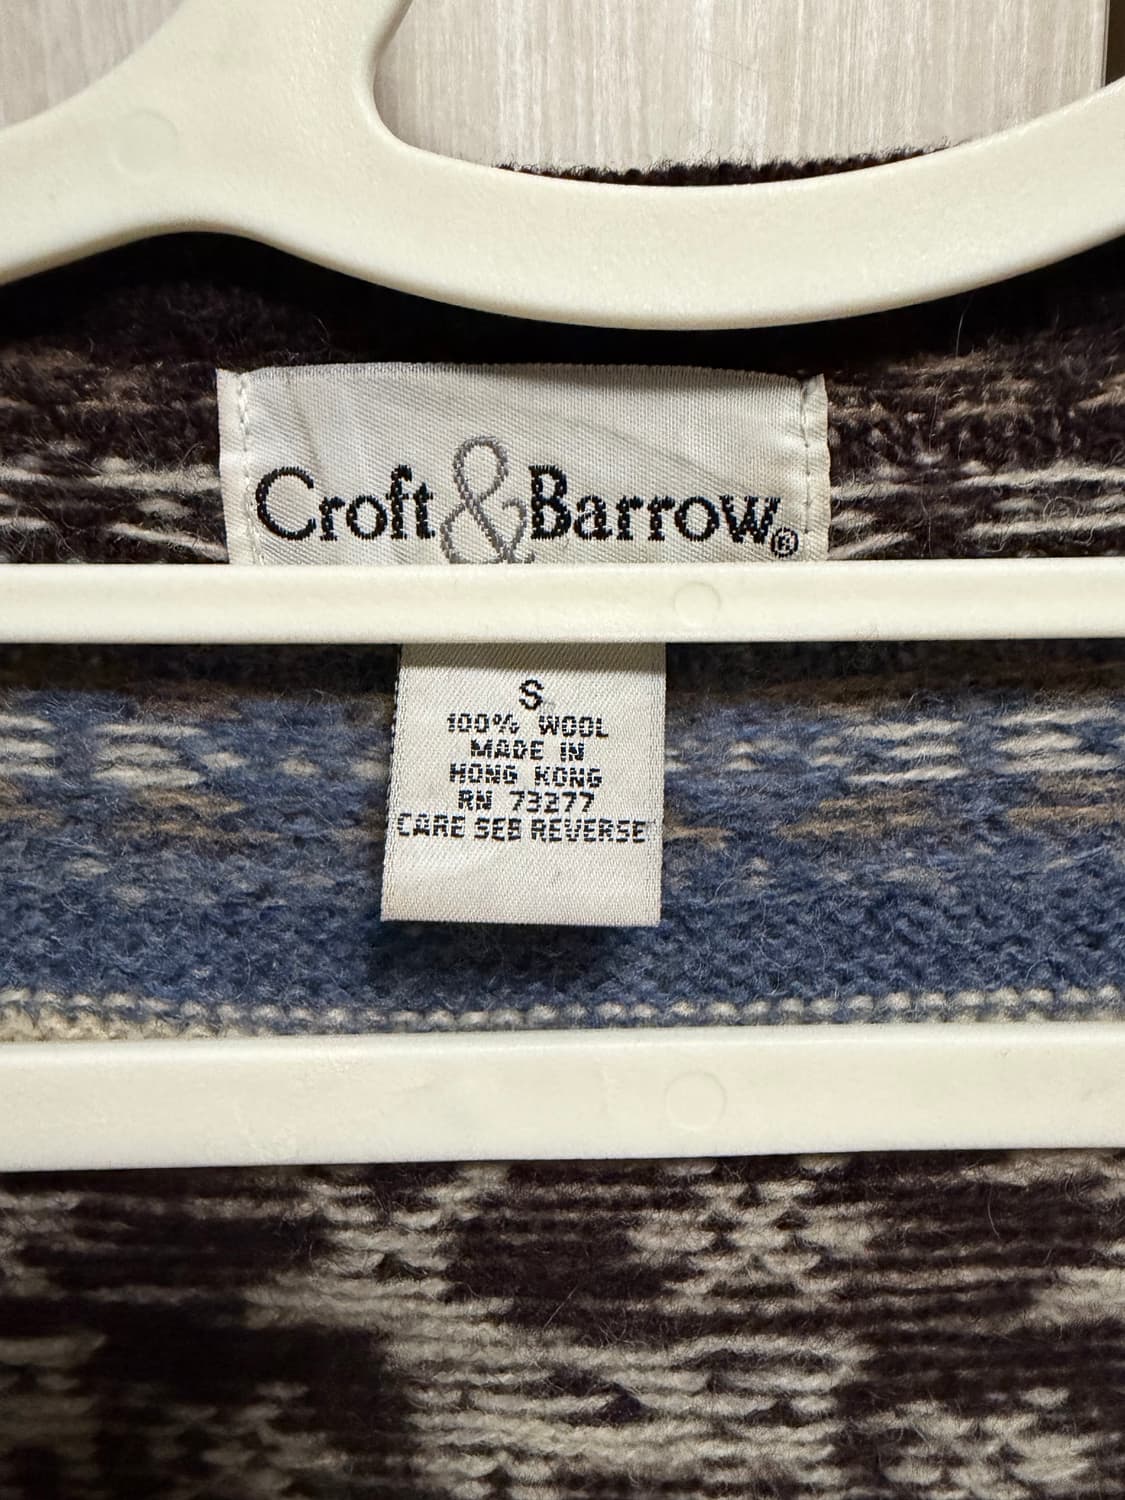 Croft & Barrow®
S
100% WOOL
MADE IN
HONG KONG
RN 73277
CARE SEE REVERSE